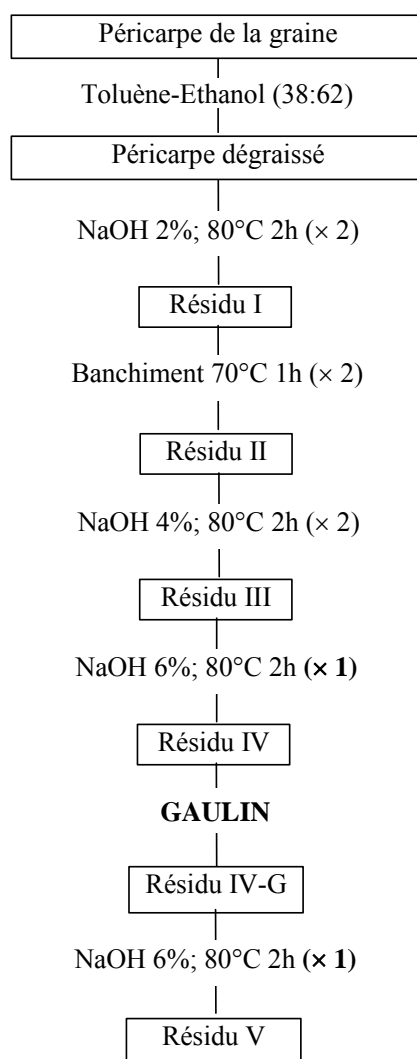 Péricarpe de la graine
Toluène-Ethanol (38:62)
Péricarpe dégraissé
NaOH 2%; 80°C 2h (× 2)
Résidu I
Banchiment 70°C 1h (× 2)
Résidu II
NaOH 4%; 80°C 2h (× 2)
Résidu III
NaOH 6%; 80°C 2h (× 1)
Résidu IV
GAULIN
Résidu IV-G
NaOH 6%; 80°C 2h (× 1)
Résidu V